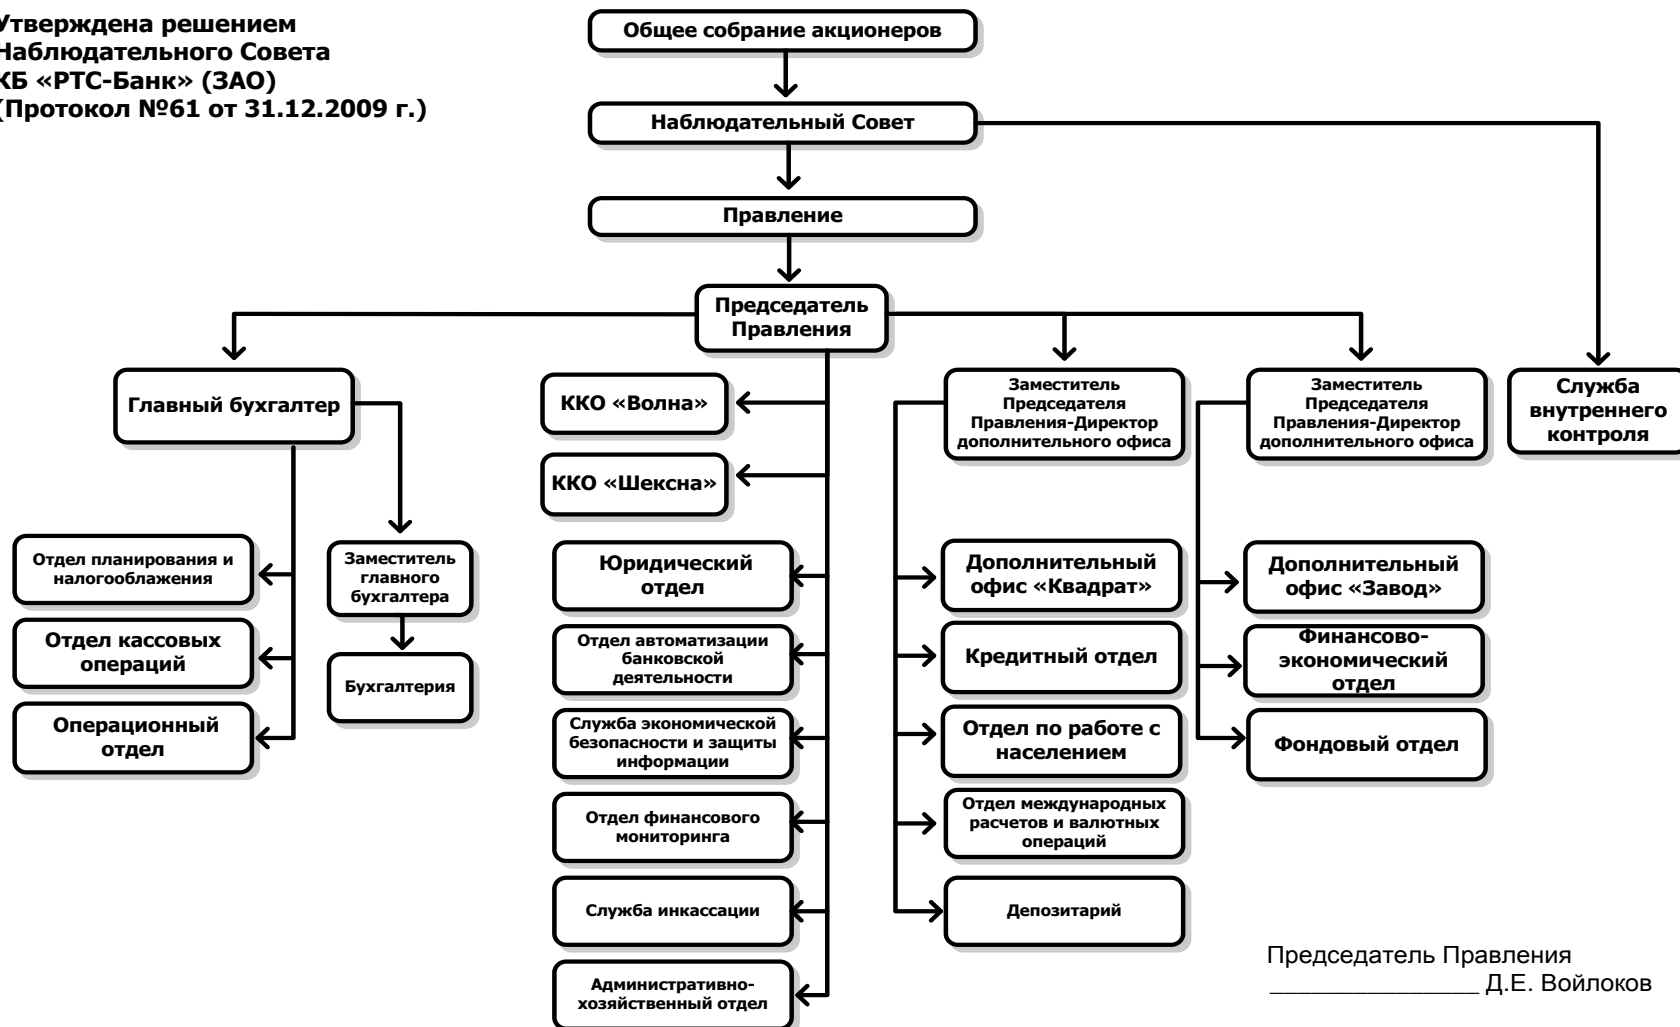 Утверждена решением
Наблюдательного Совета
КБ «РТС-Банк» (ЗАО)
(Протокол №61 от 31.12.2009 г.)
Общее собрание акционеров
Наблюдательный Совет
Правление
Председатель
Правления
Главный бухгалтер
ККО «Волна»
ККО «Шексна»
Заместитель
Председателя
Правления-Директор
дополнительного офиса
Заместитель
Председателя
Правления-Директор
дополнительного офиса
Служба
внутреннего
контроля
Отдел планирования и
налогооблажения
Отдел кассовых
операций
Операционный
отдел
Заместитель
главного
бухгалтера
Бухгалтерия
Юридический
отдел
Отдел автоматизации
банковской
деятельности
Служба экономической
безопасности и защиты
информации
Отдел финансового
мониторинга
Служба инкассации
Административно-
хозяйственный отдел
Дополнительный
офис «Квадрат»
Кредитный отдел
Отдел по работе с
населением
Отдел международных
расчетов и валютных
операций
Депозитарий
Дополнительный
офис «Завод»
Финансово-
экономический
отдел
Фондовый отдел
Председатель Правления
_______________ Д.Е. Войлоков